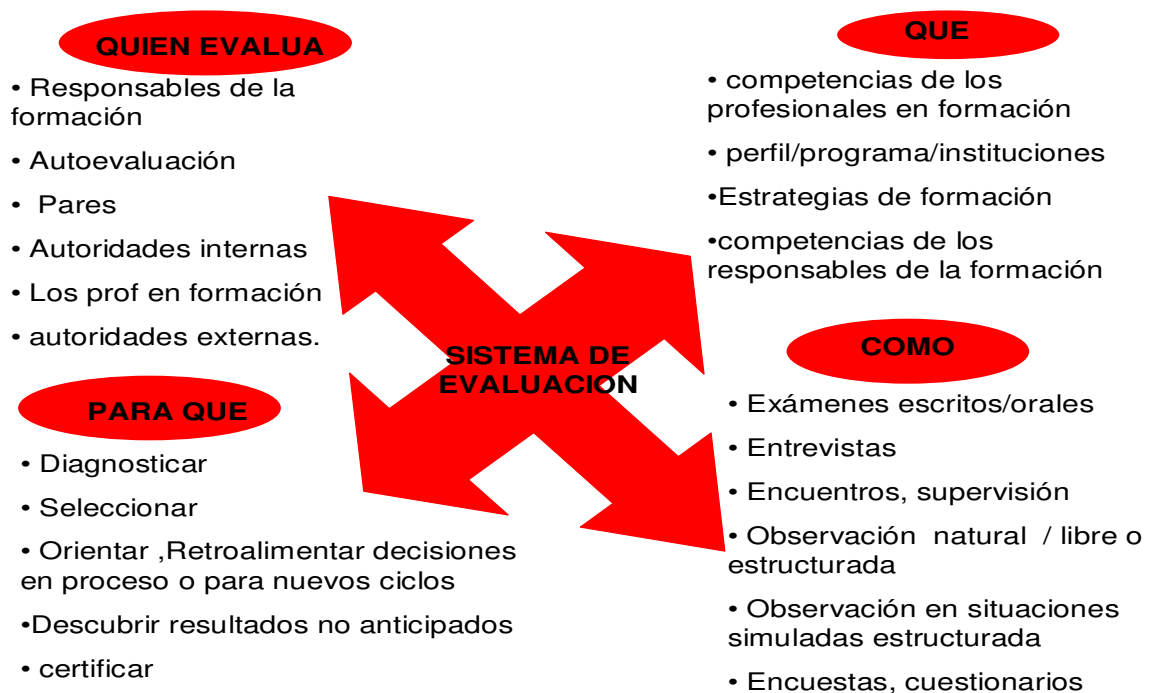 QUIEN EVALUA
• Responsables de la
formación
• Autoevaluación
• Pares
• Autoridades internas
• Los prof en formación
• autoridades externas.
QUE
• competencias de los
profesionales en formación
• perfil/programa/instituciones
•Estrategias de formación
•competencias de los
responsables de la formación
SISTEMA DE
EVALUACION
PARA QUE
• Diagnosticar
• Seleccionar
• Orientar ,Retroalimentar decisiones
en proceso o para nuevos ciclos
•Descubrir resultados no anticipados
• certificar
COMO
• Exámenes escritos/orales
• Entrevistas
• Encuentros, supervisión
• Observación natural / libre o
estructurada
• Observación en situaciones
simuladas estructurada
• Encuestas, cuestionarios